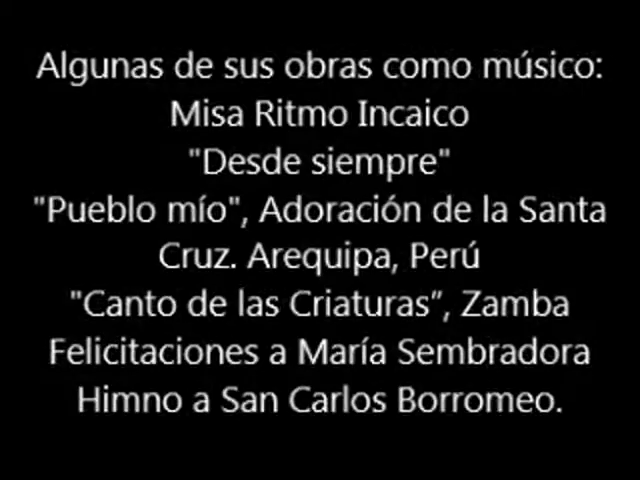 Algunas de sus obras como músico:
Misa Ritmo Incaico
"Desde siempre"
"Pueblo mío", Adoración de la Santa
Cruz. Arequipa, Perú
"Canto de las Criaturas”, Zamba
Felicitaciones a María Sembradora
Himno a San Carlos Borromeo.